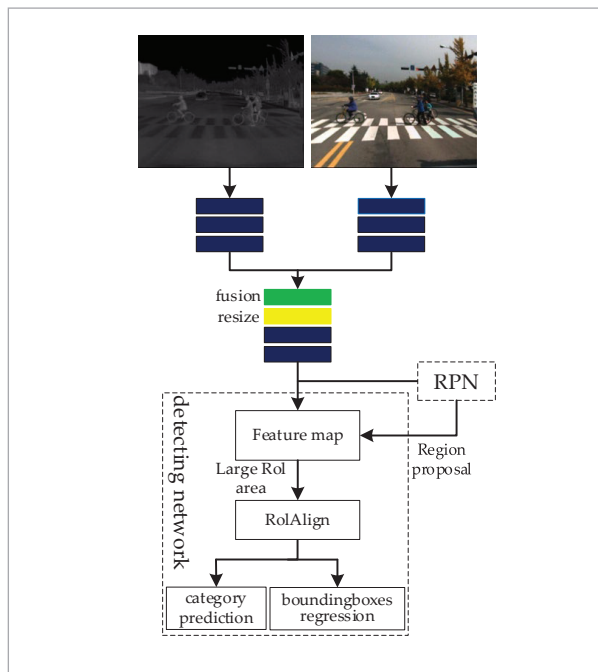 fusion
resize
RPN
detecting network
Feature map
Region
proposal
Large RoI
area
RoIAlign
category
prediction
boundingboxes
regression